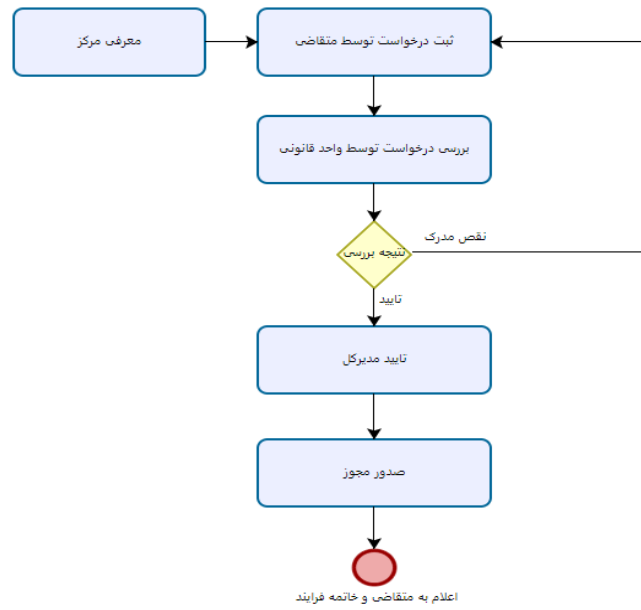 معرفی مرکز
ثبت درخواست توسط متقاضی
بررسی درخواست توسط واحد قانونی
نتیجه بررسی
نقص مدرک
تایید
تایید مدیرکل
صدور مجوز
اعلام به متقاضی و خاتمه فرایند